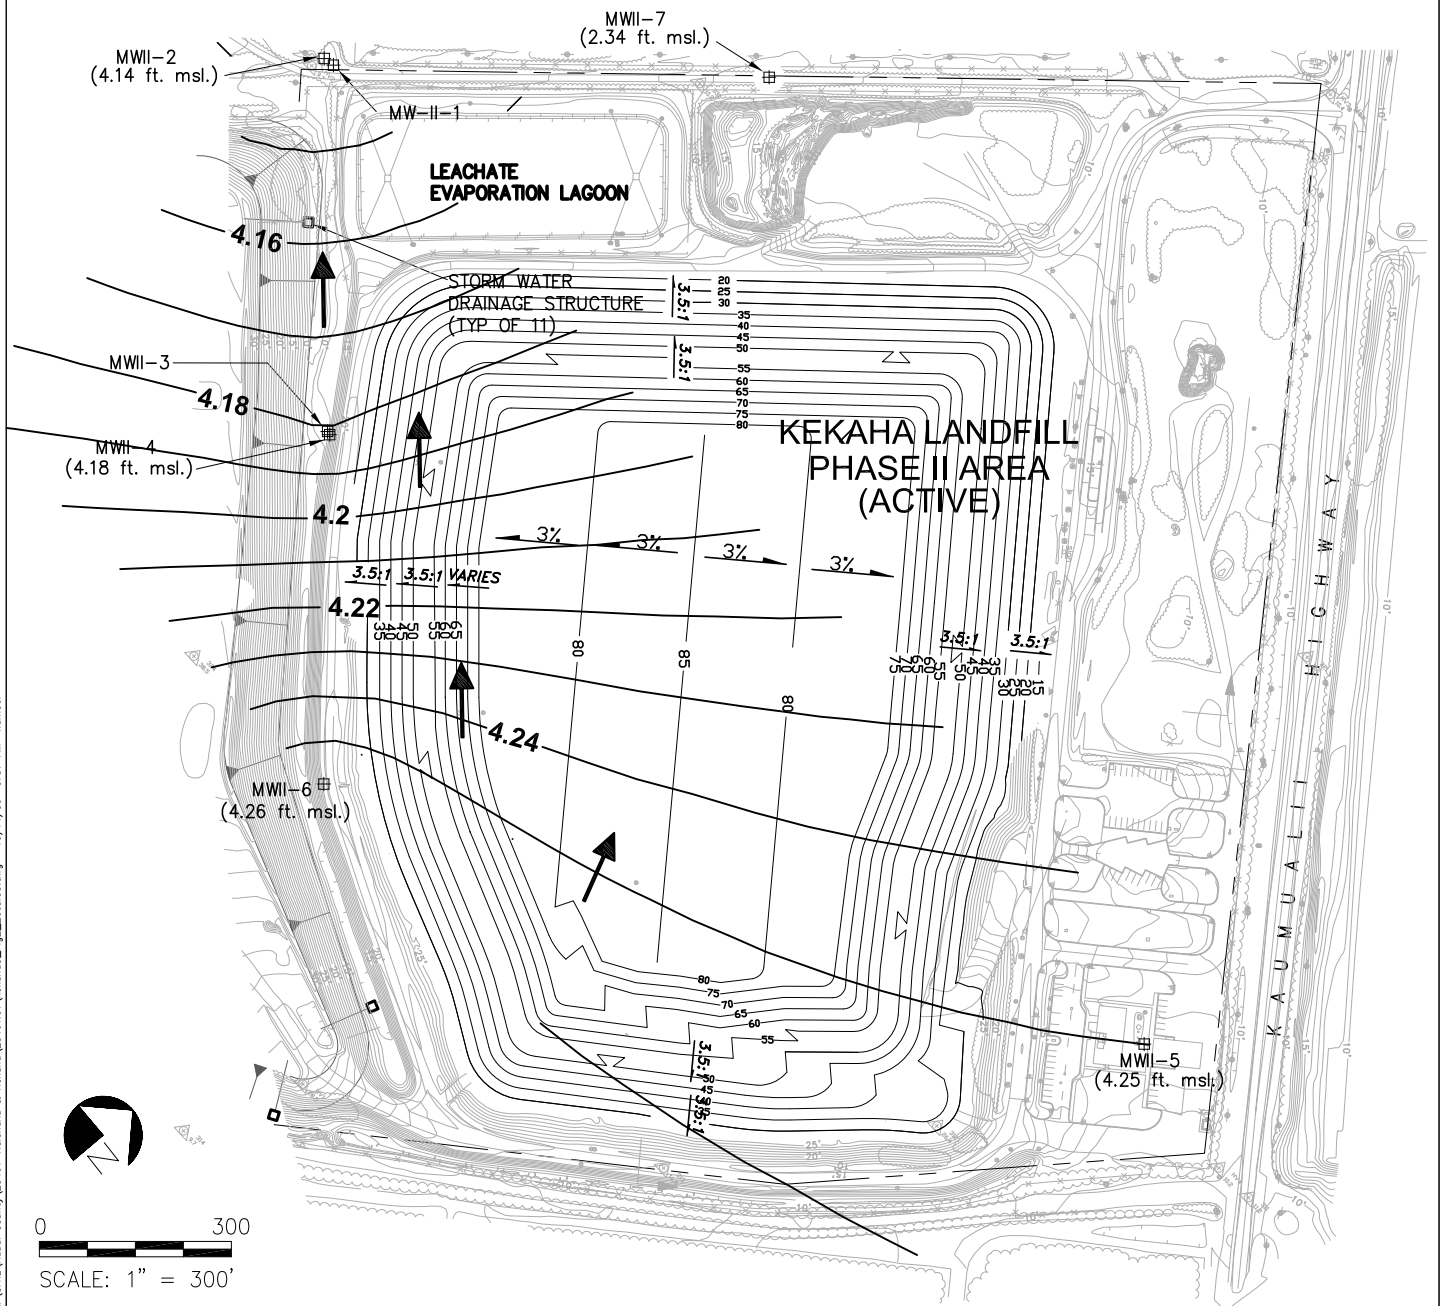 MWII-7
(2.34 ft. msl.)
MWII-2
(4.14 ft. msl.)
MW-II-1
LEACHATE
EVAPORATION LAGOON
4.16
STORM WATER
DRAINAGE STRUCTURE
(TYP OF 11)
20
25
30
35
40
45
50
55
60
65
70
75
80
3.5:1
3.5:1
MWII-3
4.18
MWII-4
(4.18 ft. msl.)
KEKAHA LANDFILL
PHASE II AREA
(ACTIVE)
4.2
3%
3%
3%
3%
3.5:1
3.5:1
VARIES
4.22
35
40
45
50
55
60
65
80
85
80
3.5:1
3.5:1
75
70
65
60
55
50
45
40
35
30
25
20
15
4.24
MWII-6
(4.26 ft. msl.)
KAUMUALII HIGHWAY
80
75
70
65
60
55
3.5:1
50
45
3.5:1
MWII-5
(4.25 ft. msl.)
N
0 300
SCALE: 1" = 300'